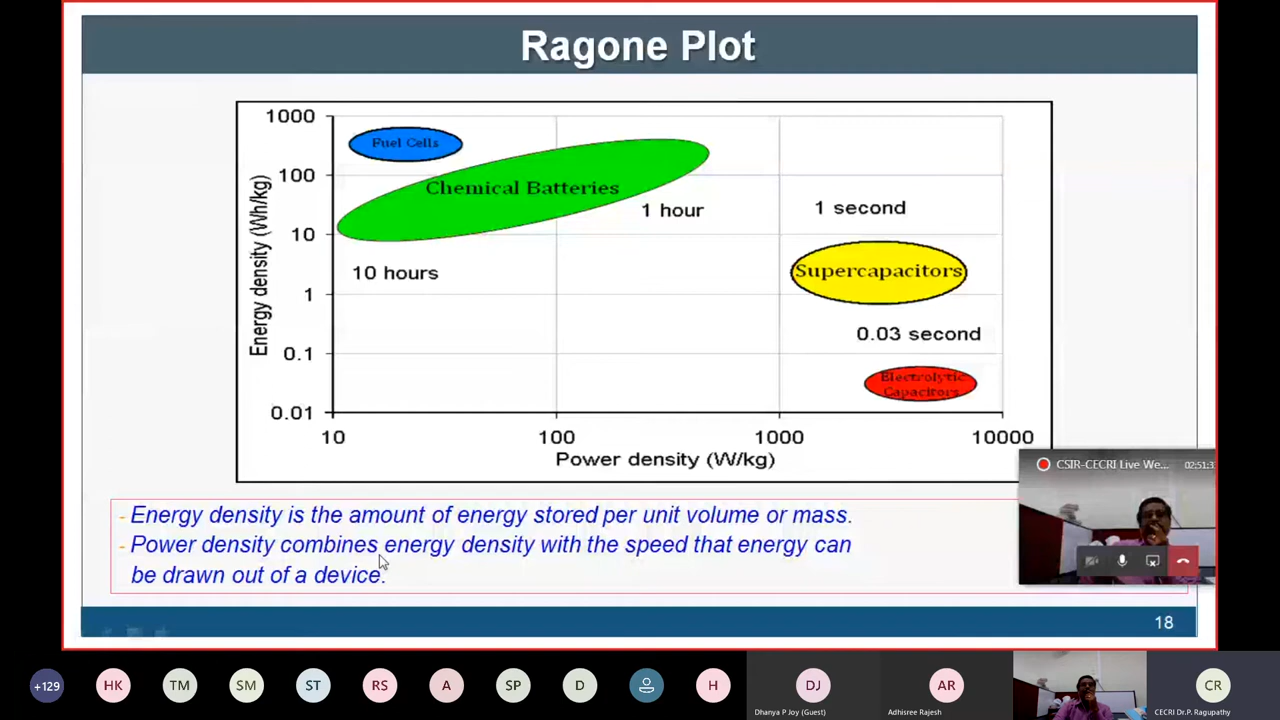 Ragone Plot
1000
100
10
1
0.1
0.01
Energy density (Wh/kg)
Fuel Cells
Chemical Batteries
1 hour
1 second
10 hours
Supercapacitors
0.03 second
Electrolytic
Capacitors
10
100
1000
10000
Power density (W/kg)
CSIR-CECRI Live We...
02:51:3
- Energy density is the amount of energy stored per unit volume or mass.
- Power density combines energy density with the speed that energy can
be drawn out of a device.
18
+129
HK
TM
SM
ST
RS
A
SP
D
H
DJ
Dhanya P Joy (Guest)
AR
Adhisree Rajesh
CR
CECRI Dr.P. Ragupathy